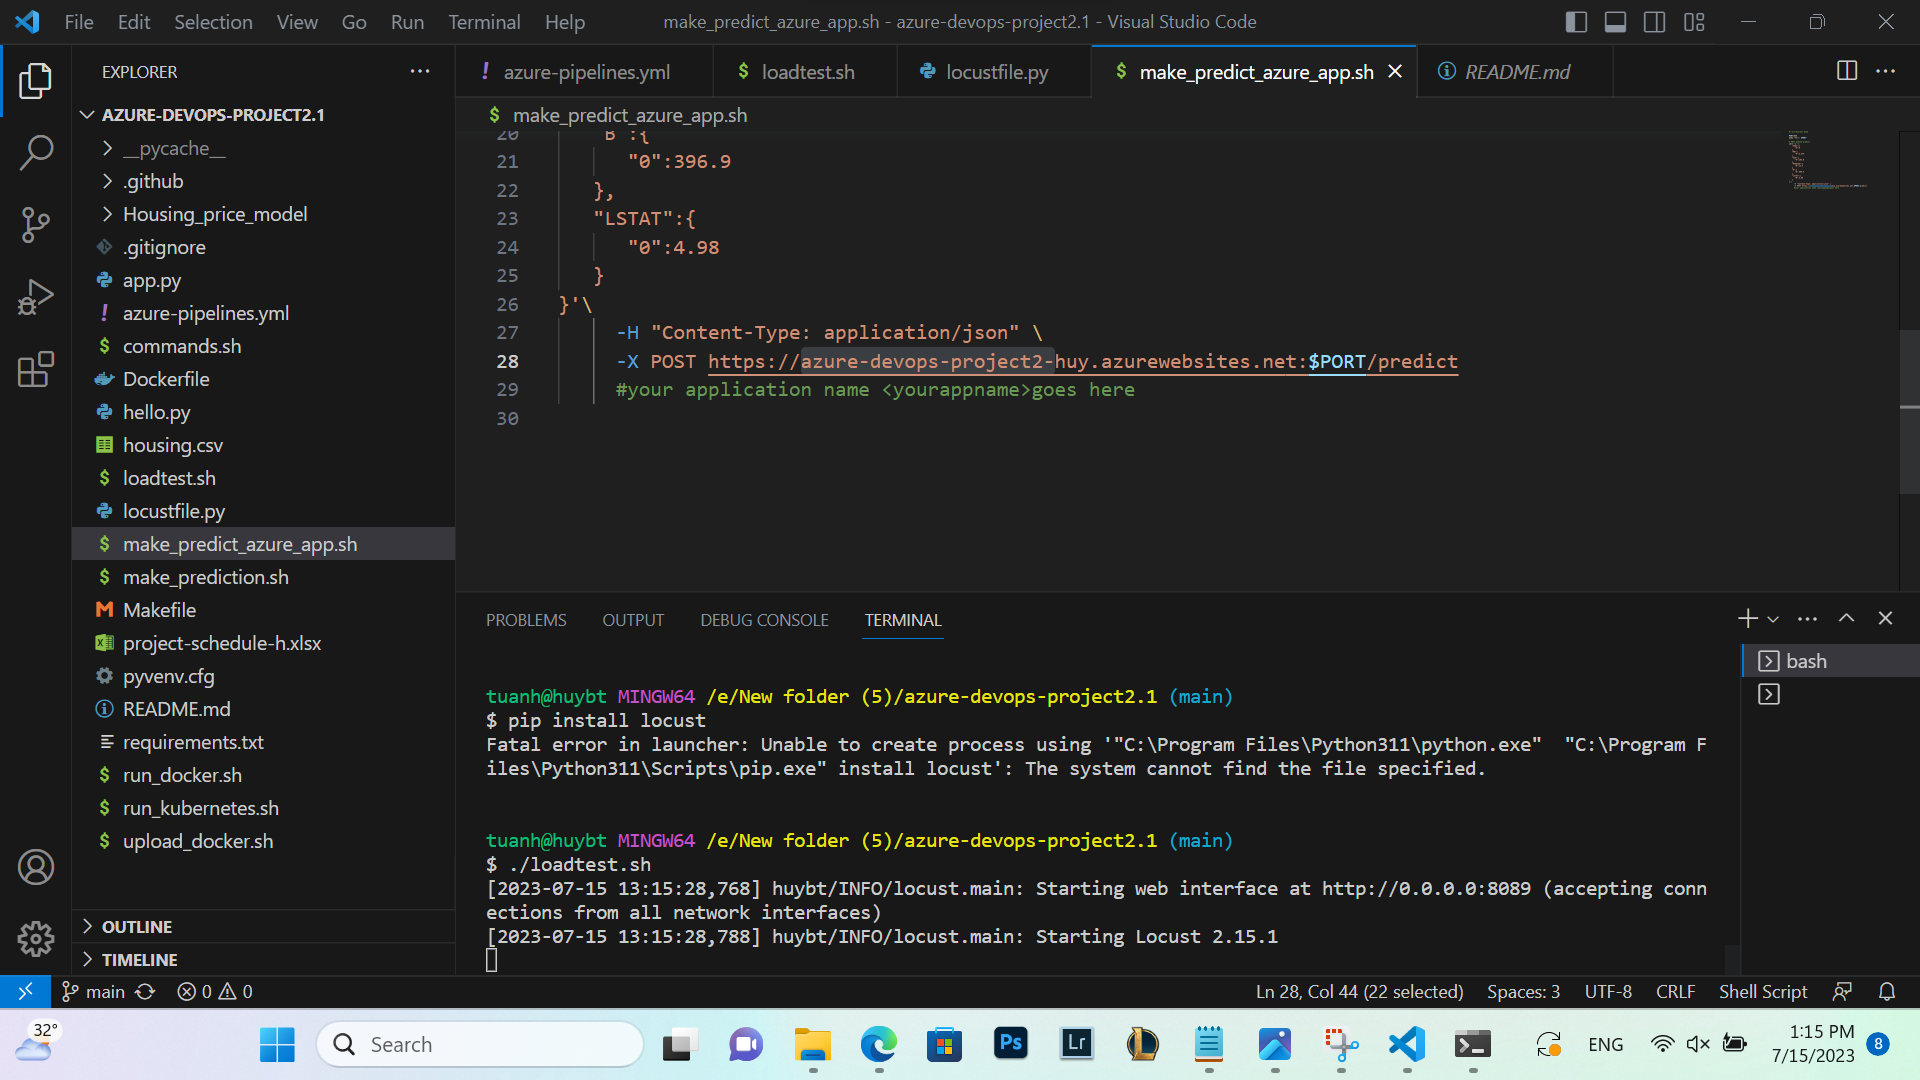 File Edit Selection View Go Run Terminal Help
make_predict_azure_app.sh - azure-devops-project2.1 - Visual Studio Code
EXPLORER
AZURE-DEVOPS-PROJECT2.1
__pycache__
.github
Housing_price_model
.gitignore
app.py
azure-pipelines.yml
commands.sh
Dockerfile
hello.py
housing.csv
loadtest.sh
locustfile.py
make_predict_azure_app.sh
make_prediction.sh
Makefile
project-schedule-h.xlsx
pyvenv.cfg
README.md
requirements.txt
run_docker.sh
run_kubernetes.sh
upload_docker.sh
OUTLINE
TIMELINE
azure-pipelines.yml loadtest.sh locustfile.py make_predict_azure_app.sh README.md
make_predict_azure_app.sh
20 "B":{
21 "0":396.9
22 },
23 "LSTAT":{
24 "0":4.98
25 }
26 }'\
27 -H "Content-Type: application/json" \
28 -X POST https://azure-devops-project2-huy.azurewebsites.net:$PORT/predict
29 #your application name <yourappname>goes here
30
PROBLEMS OUTPUT DEBUG CONSOLE TERMINAL
bash
tuanh@huybt MINGW64 /e/New folder (5)/azure-devops-project2.1 (main)
$ pip install locust
Fatal error in launcher: Unable to create process using '"C:\Program Files\Python311\python.exe"  "C:\Program F
iles\Python311\Scripts\pip.exe" install locust': The system cannot find the file specified.
tuanh@huybt MINGW64 /e/New folder (5)/azure-devops-project2.1 (main)
$ ./loadtest.sh
[2023-07-15 13:15:28,768] huybt/INFO/locust.main: Starting web interface at http://0.0.0.0:8089 (accepting conn
ections from all network interfaces)
[2023-07-15 13:15:28,788] huybt/INFO/locust.main: Starting Locust 2.15.1
main 0 0 Ln 28, Col 44 (22 selected) Spaces: 3 UTF-8 CRLF Shell Script
32°
Search
Ps
Lr
ENG
1:15 PM
7/15/2023
8